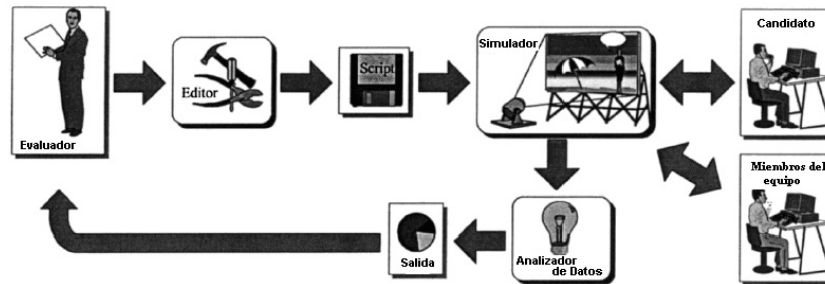 Evaluador
Editor
Script
Simulador
Candidato
Miembros del
equipo
Analizador
de Datos
Salida